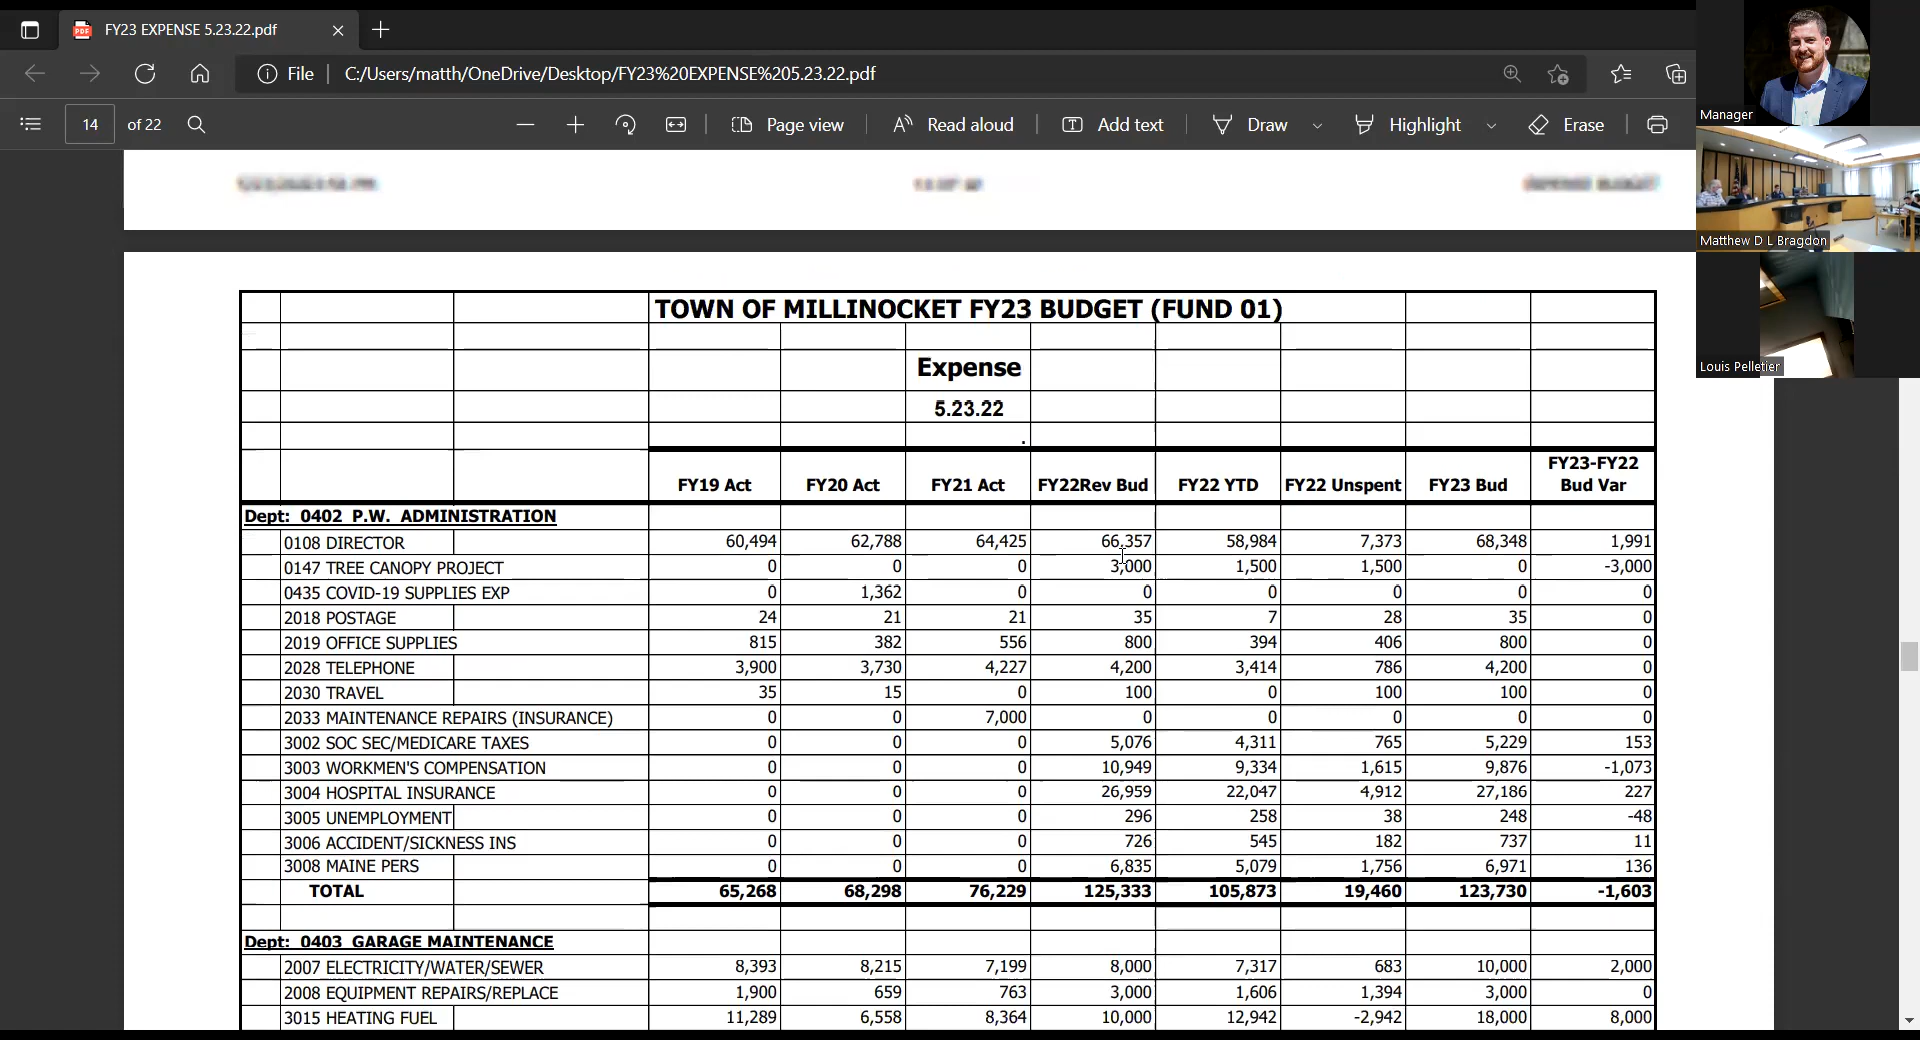 FY23 EXPENSE 5.23.22.pdf
File C:/Users/matth/OneDrive/Desktop/FY23%20EXPENSE%205.23.22.pdf
14 of 22 Page view Read aloud Add text Draw Highlight Erase
Manager
Matthew D L Bragdon
Louis Pelletier
TOWN OF MILLINOCKET FY23 BUDGET (FUND 01)
Expense
5.23.22
.
FY19 Act FY20 Act FY21 Act FY22Rev Bud FY22 YTD FY22 Unspent FY23 Bud FY23-FY22 Bud Var
Dept: 0402 P.W. ADMINISTRATION
0108 DIRECTOR 60,494 62,788 64,425 66,357 58,984 7,373 68,348 1,991
0147 TREE CANOPY PROJECT 0 0 0 3,000 1,500 1,500 0 -3,000
0435 COVID-19 SUPPLIES EXP 0 1,362 0 0 0 0 0 0
2018 POSTAGE 24 21 21 35 7 28 35 0
2019 OFFICE SUPPLIES 815 382 556 800 394 406 800 0
2028 TELEPHONE 3,900 3,730 4,227 4,200 3,414 786 4,200 0
2030 TRAVEL 35 15 0 100 0 100 100 0
2033 MAINTENANCE REPAIRS (INSURANCE) 0 0 7,000 0 0 0 0 0
3002 SOC SEC/MEDICARE TAXES 0 0 0 5,076 4,311 765 5,229 153
3003 WORKMEN'S COMPENSATION 0 0 0 10,949 9,334 1,615 9,876 -1,073
3004 HOSPITAL INSURANCE 0 0 0 26,959 22,047 4,912 27,186 227
3005 UNEMPLOYMENT 0 0 0 296 258 38 248 -48
3006 ACCIDENT/SICKNESS INS 0 0 0 726 545 182 737 11
3008 MAINE PERS 0 0 0 6,835 5,079 1,756 6,971 136
TOTAL 65,268 68,298 76,229 125,333 105,873 19,460 123,730 -1,603
Dept: 0403 GARAGE MAINTENANCE
2007 ELECTRICITY/WATER/SEWER 8,393 8,215 7,199 8,000 7,317 683 10,000 2,000
2008 EQUIPMENT REPAIRS/REPLACE 1,900 659 763 3,000 1,606 1,394 3,000 0
3015 HEATING FUEL 11,289 6,558 8,364 10,000 12,942 -2,942 18,000 8,000